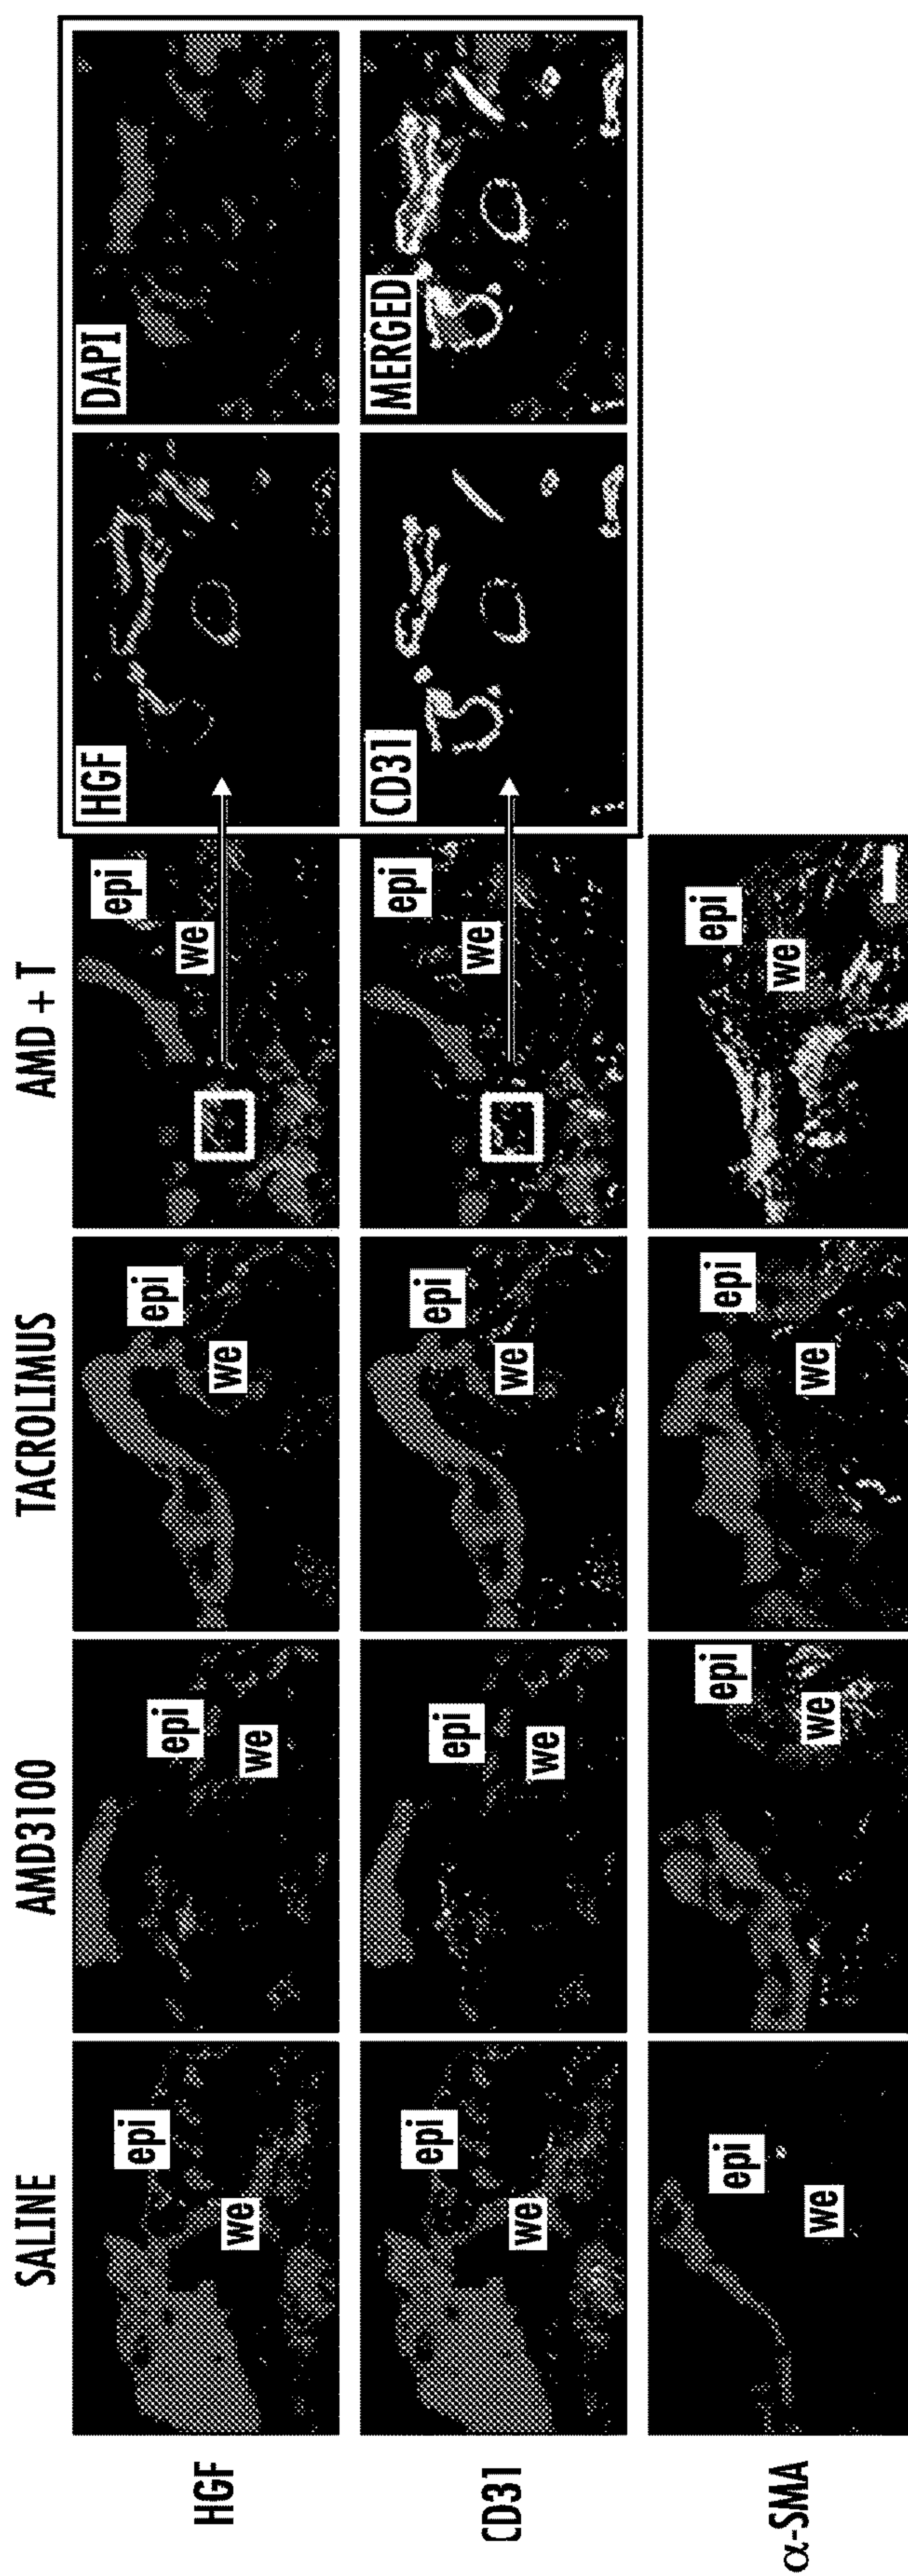 SALINE
AMD3100
TACROLIMUS
AMD + T
HGF
epi
we
epi
we
epi
we
epi
we
HGF
DAPI
CD31
epi
we
epi
we
epi
we
epi
we
CD31
MERGED
α-SMA
epi
we
epi
we
epi
we
epi
we